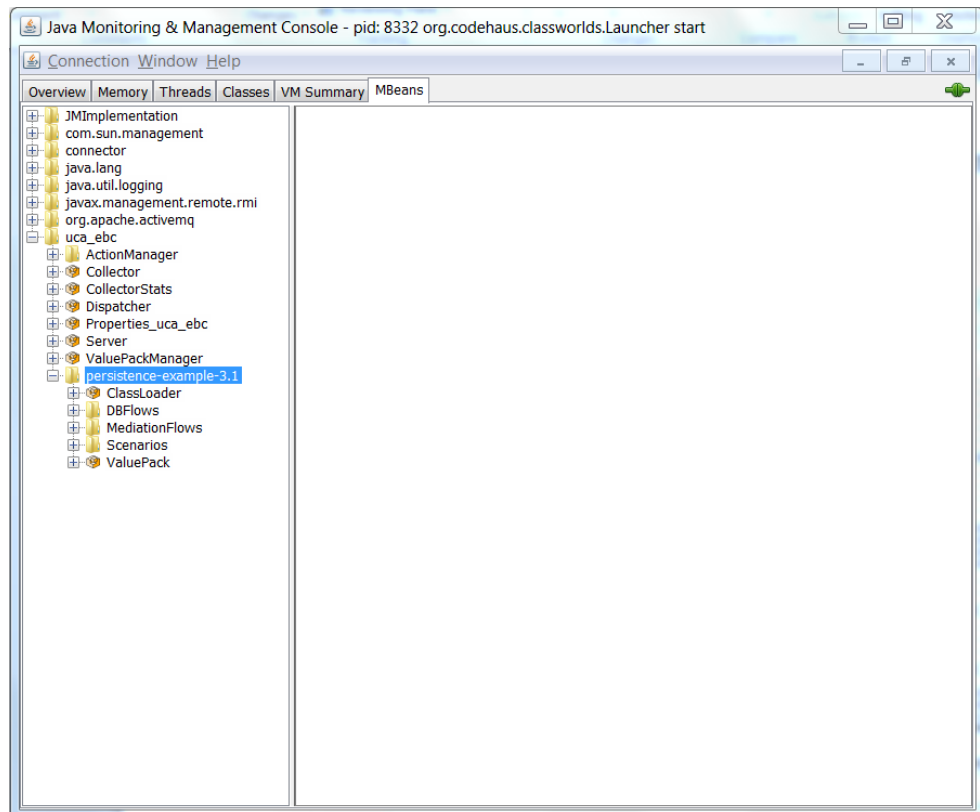 Java Monitoring & Management Console - pid: 8332 org.codehaus.classworlds.Launcher start
Connection Window Help
Overview Memory Threads Classes VM Summary MBeans
JMImplementation
com.sun.management
connector
java.lang
java.util.logging
javax.management.remote.rmi
org.apache.activemq
uca_ebc
ActionManager
Collector
CollectorStats
Dispatcher
Properties_uca_ebc
Server
ValuePackManager
persistence-example-3.1
ClassLoader
DBFlows
MediationFlows
Scenarios
ValuePack